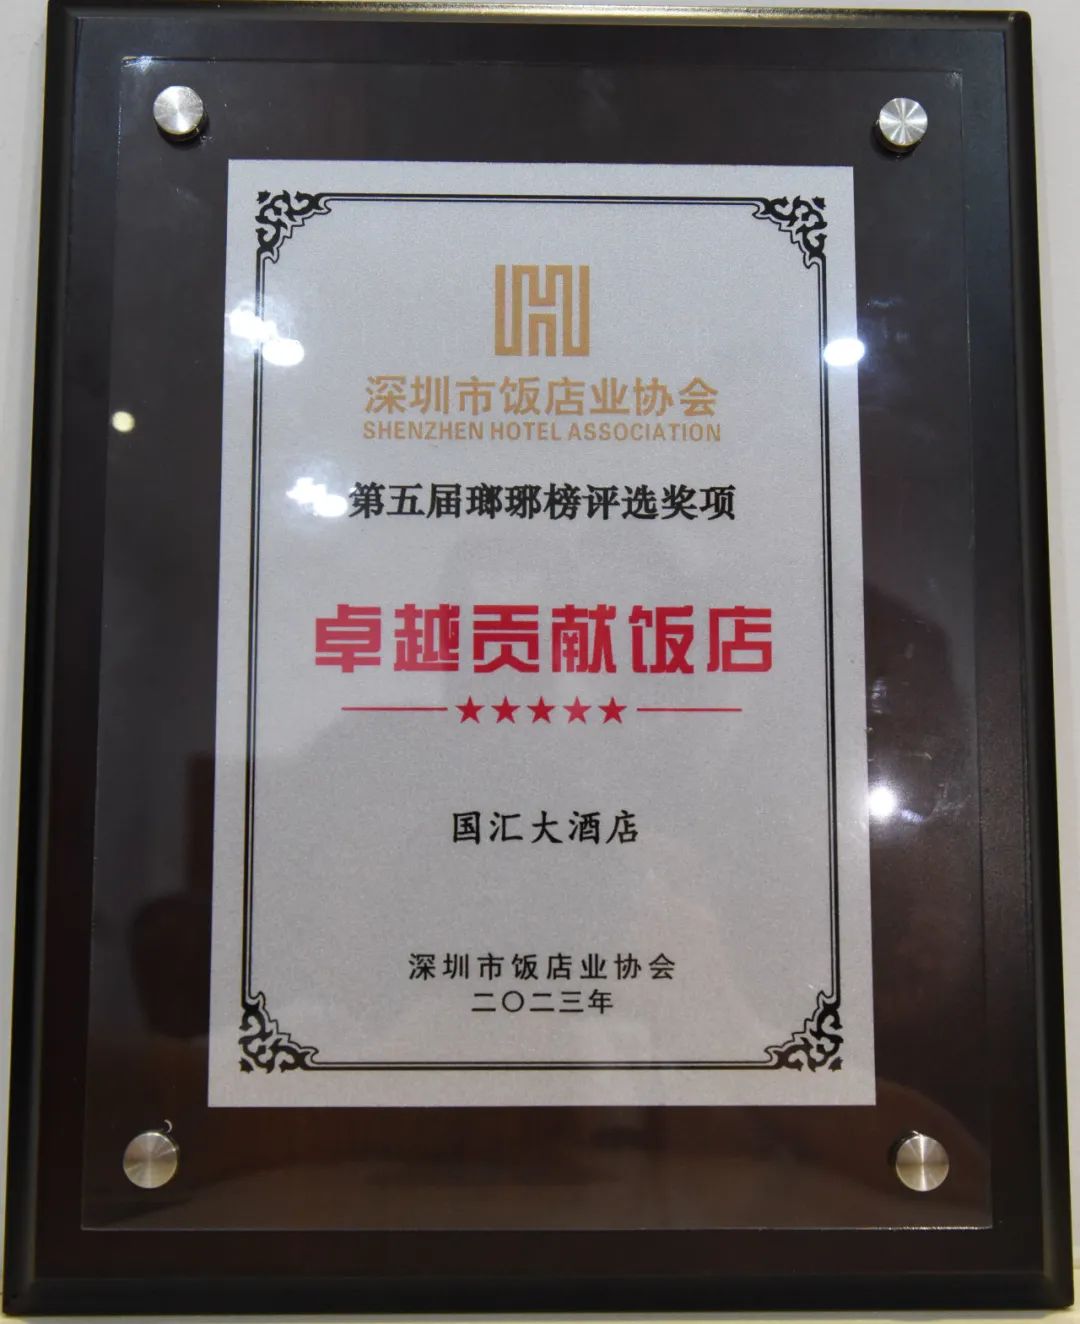 深圳市饭店业协会
SHENZHEN HOTEL ASSOCIATION
第五届瑯琊榜评选奖项
卓越贡献饭店
★★★★★
国汇大酒店
深圳市饭店业协会
二〇二三年